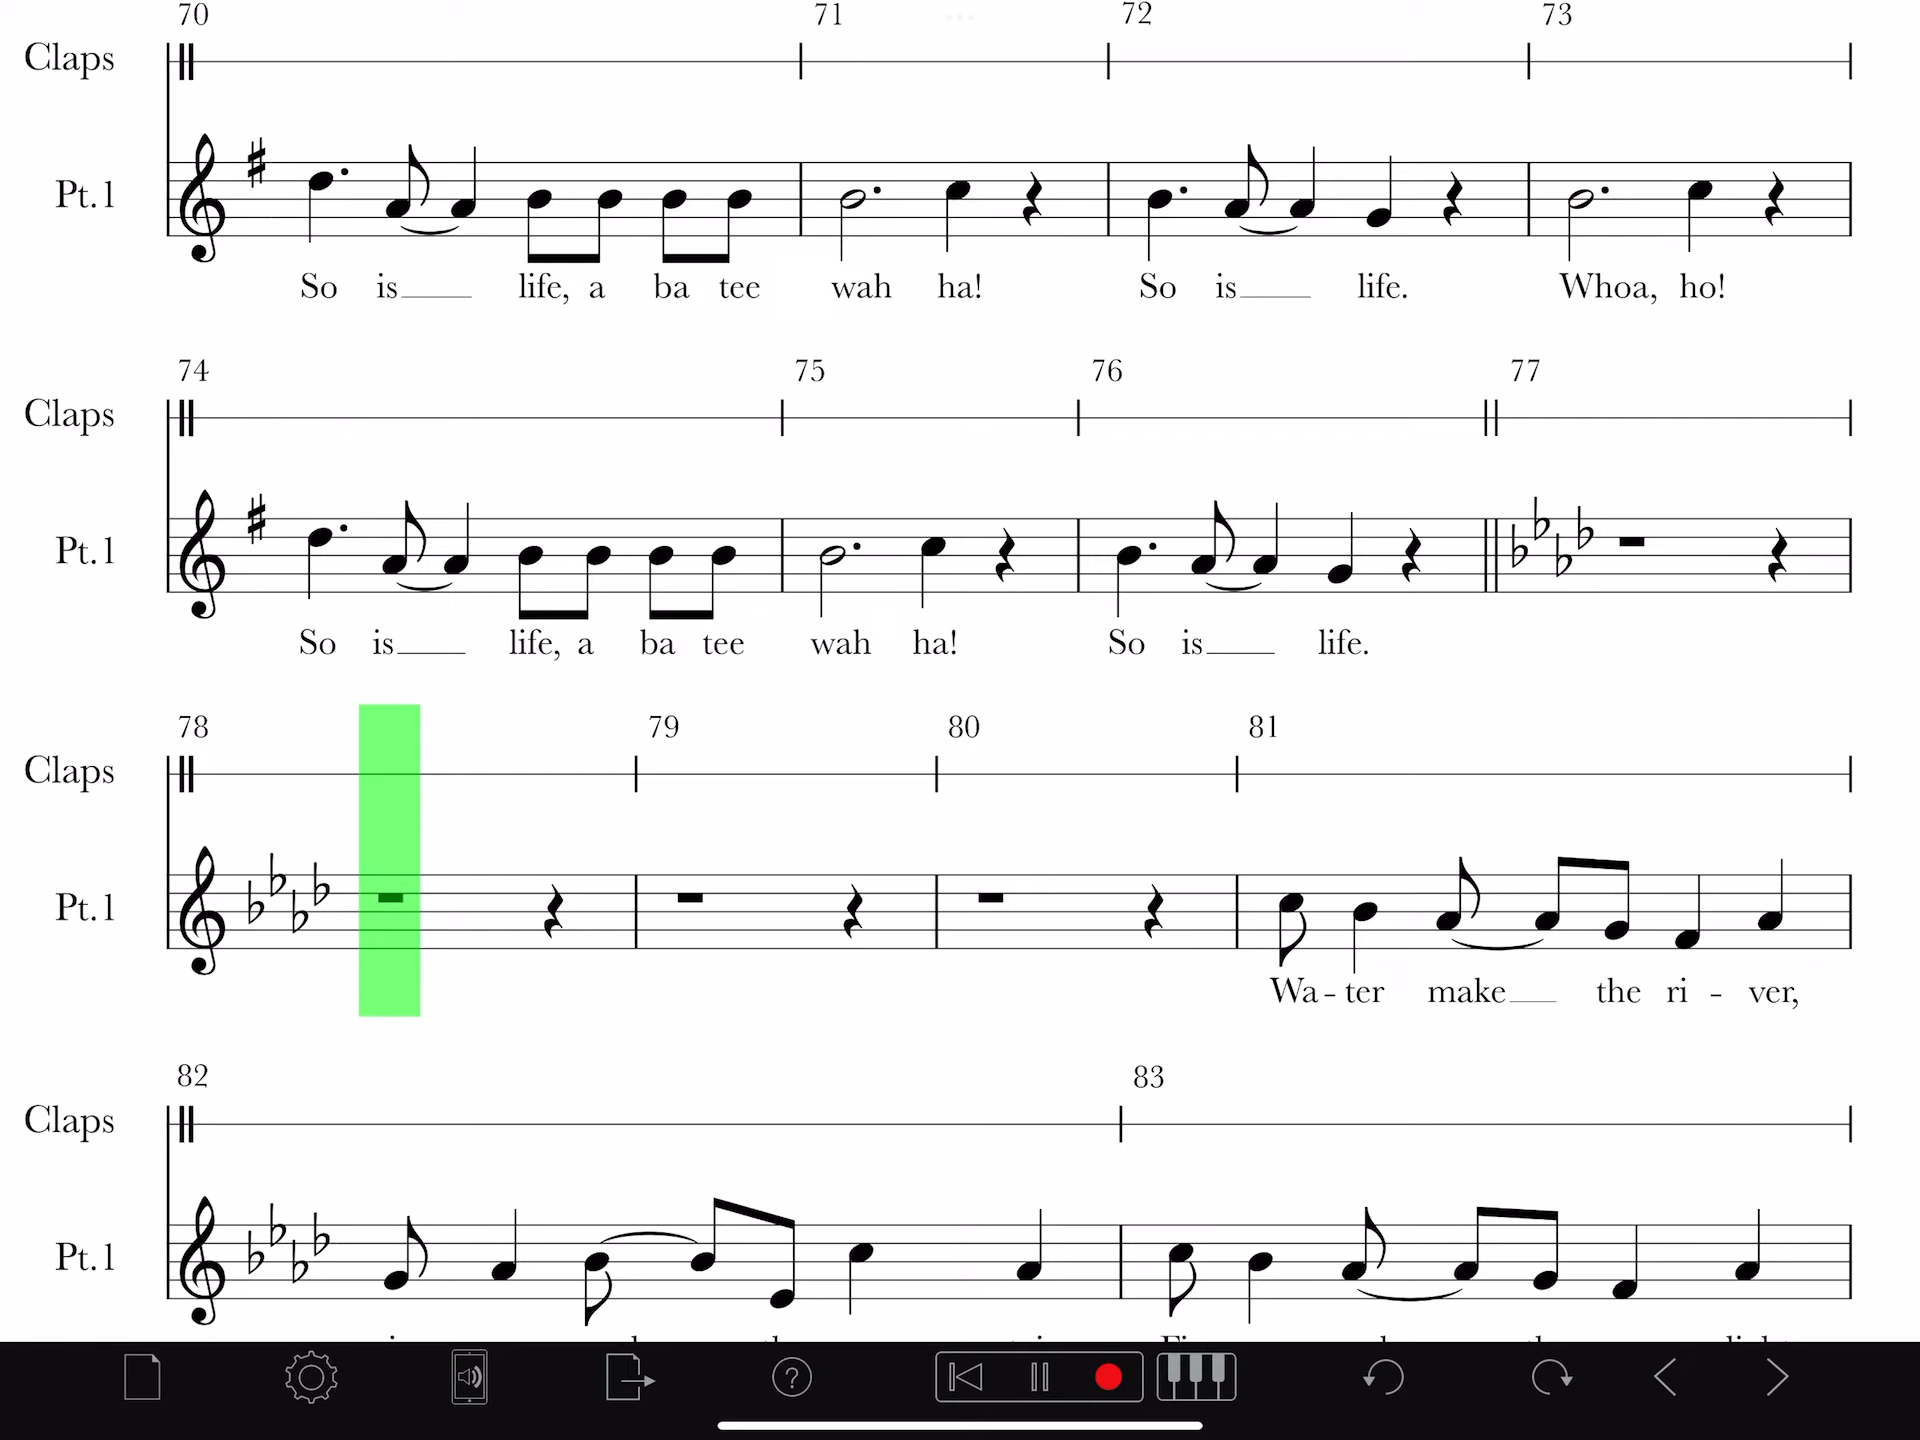 70 71 72 73
Claps
Pt.1
So is life, a ba tee wah ha! So is life. Whoa, ho!
74 75 76 77
Claps
Pt.1
So is life, a ba tee wah ha! So is life.
78 79 80 81
Claps
Pt.1
Wa - ter make the ri - ver,
82 83
Claps
Pt.1
?